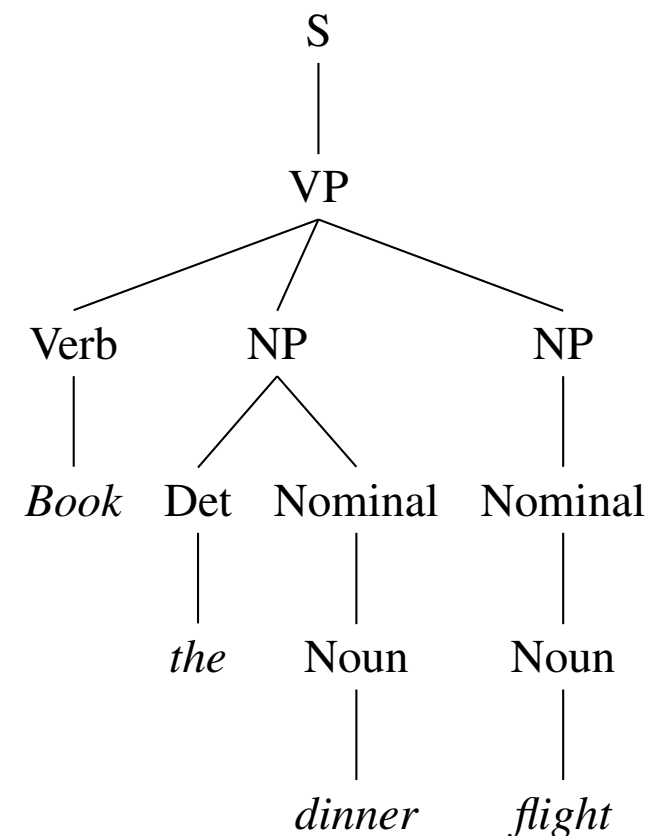 S
VP
Verb NP NP
Book Det Nominal Nominal
the Noun Noun
dinner flight